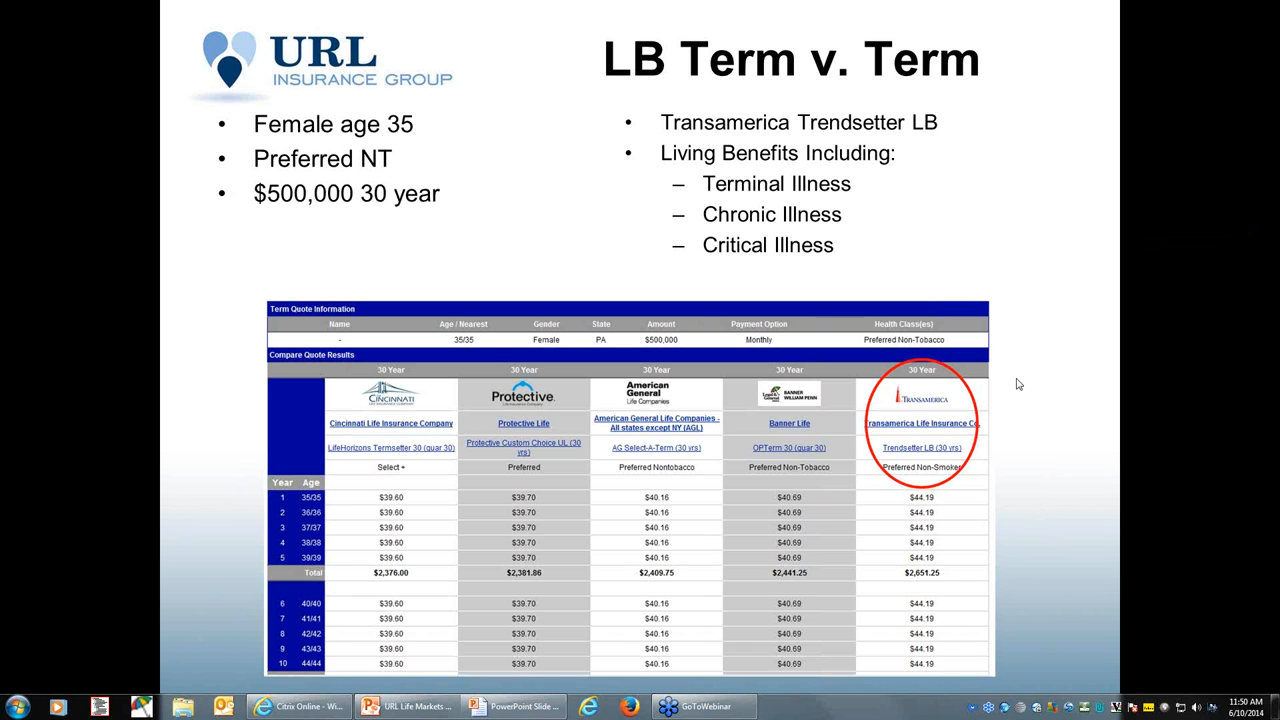 URL
INSURANCE GROUP
LB Term v. Term
• Female age 35
• Preferred NT
• $500,000 30 year
• Transamerica Trendsetter LB
• Living Benefits Including:
– Terminal Illness
– Chronic Illness
– Critical Illness
Term Quote Information
Name Age / Nearest Gender State Amount Payment Option Health Class(es)
- 35/35 Female PA $500,000 Monthly Preferred Non-Tobacco
Compare Quote Results
30 Year 30 Year 30 Year 30 Year 30 Year
CINCINNATI Protective. American General Life Companies BANNER WILLIAM PENN TRANSAMERICA
Cincinnati Life Insurance Company Protective Life American General Life Companies - All states except NY (AGL) Banner Life Transamerica Life Insurance Co.
LifeHorizons Termsetter 30 (guar 30) Protective Custom Choice UL (30 yrs) AG Select-A-Term (30 yrs) OPTerm 30 (guar 30) Trendsetter LB (30 yrs)
Select + Preferred Preferred Nontobacco Preferred Non-Tobacco Preferred Non-Smoker
Year Age
1 35/35 $39.60 $39.70 $40.16 $40.69 $44.19
2 36/36 $39.60 $39.70 $40.16 $40.69 $44.19
3 37/37 $39.60 $39.70 $40.16 $40.69 $44.19
4 38/38 $39.60 $39.70 $40.16 $40.69 $44.19
5 39/39 $39.60 $39.70 $40.16 $40.69 $44.19
Total $2,376.00 $2,381.86 $2,409.75 $2,441.25 $2,651.25
6 40/40 $39.60 $39.70 $40.16 $40.69 $44.19
7 41/41 $39.60 $39.70 $40.16 $40.69 $44.19
8 42/42 $39.60 $39.70 $40.16 $40.69 $44.19
9 43/43 $39.60 $39.70 $40.16 $40.69 $44.19
10 44/44 $39.60 $39.70 $40.16 $40.69 $44.19
Citrix Online - Wi... URL Life Markets ... PowerPoint Slide ... GoToWebinar
11:50 AM
6/10/2014